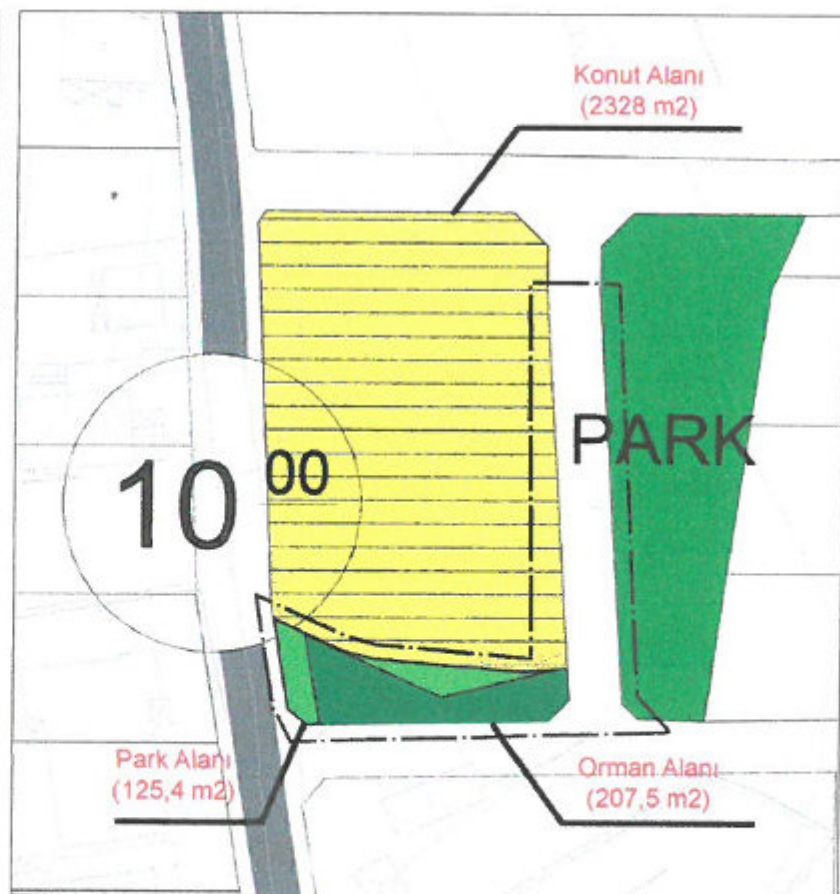 Konut Alanı
(2328 m2)
PARK
10 00
Park Alanı
(125,4 m2)
Orman Alanı
(207,5 m2)